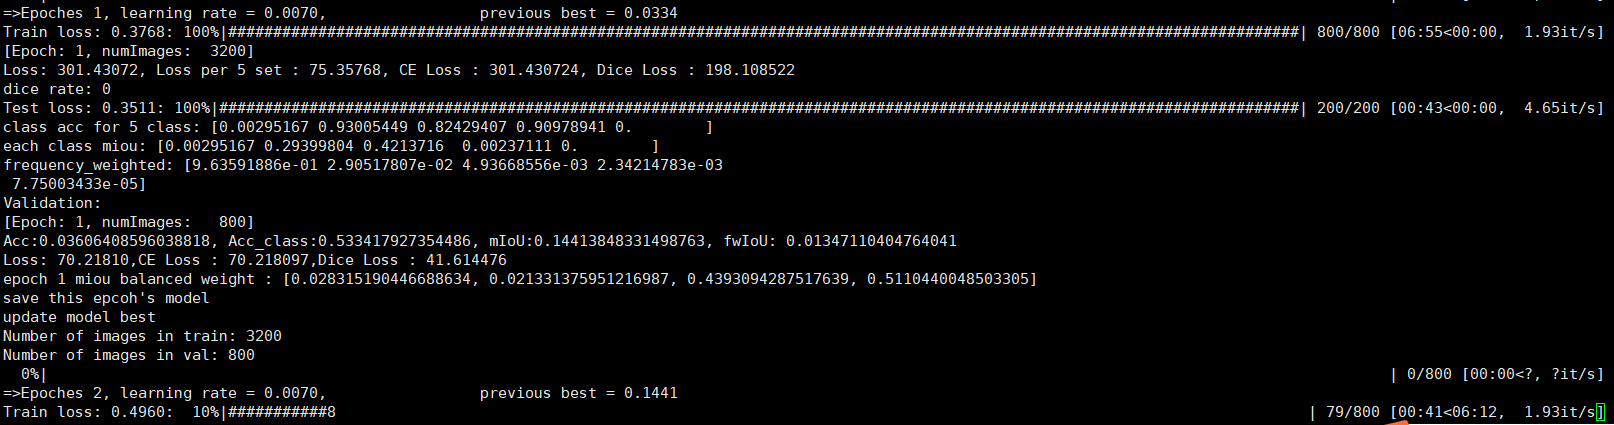 =>Epoches 1, learning rate = 0.0070,                 previous best = 0.0334
Train loss: 0.3768: 100%|#######################################################################################################################| 800/800 [06:55<00:00,  1.93it/s]
[Epoch: 1, numImages:  3200]
Loss: 301.43072, Loss per 5 set : 75.35768, CE Loss : 301.430724, Dice Loss : 198.108522
dice rate: 0
Test loss: 0.3511: 100%|########################################################################################################################| 200/200 [00:43<00:00,  4.65it/s]
class acc for 5 class: [0.00295167 0.93005449 0.82429407 0.90978941 0.        ]
each class miou: [0.00295167 0.29399804 0.4213716  0.00237111 0.        ]
frequency_weighted: [9.63591886e-01 2.90517807e-02 4.93668556e-03 2.34214783e-03
 7.75003433e-05]
Validation:
[Epoch: 1, numImages:   800]
Acc:0.03606408596038818, Acc_class:0.533417927354486, mIoU:0.14413848331498763, fwIoU: 0.01347110404764041
Loss: 70.21810,CE Loss : 70.218097,Dice Loss : 41.614476
epoch 1 miou balanced weight : [0.028315190446688634, 0.021331375951216987, 0.4393094287517639, 0.5110440048503305]
save this epcoh's model
update model best
Number of images in train: 3200
Number of images in val: 800
  0%|                                                                                                                                                     | 0/800 [00:00<?, ?it/s]
=>Epoches 2, learning rate = 0.0070,                 previous best = 0.1441
Train loss: 0.4960:  10%|###########8                                                                                                            | 79/800 [00:41<06:12,  1.93it/s]